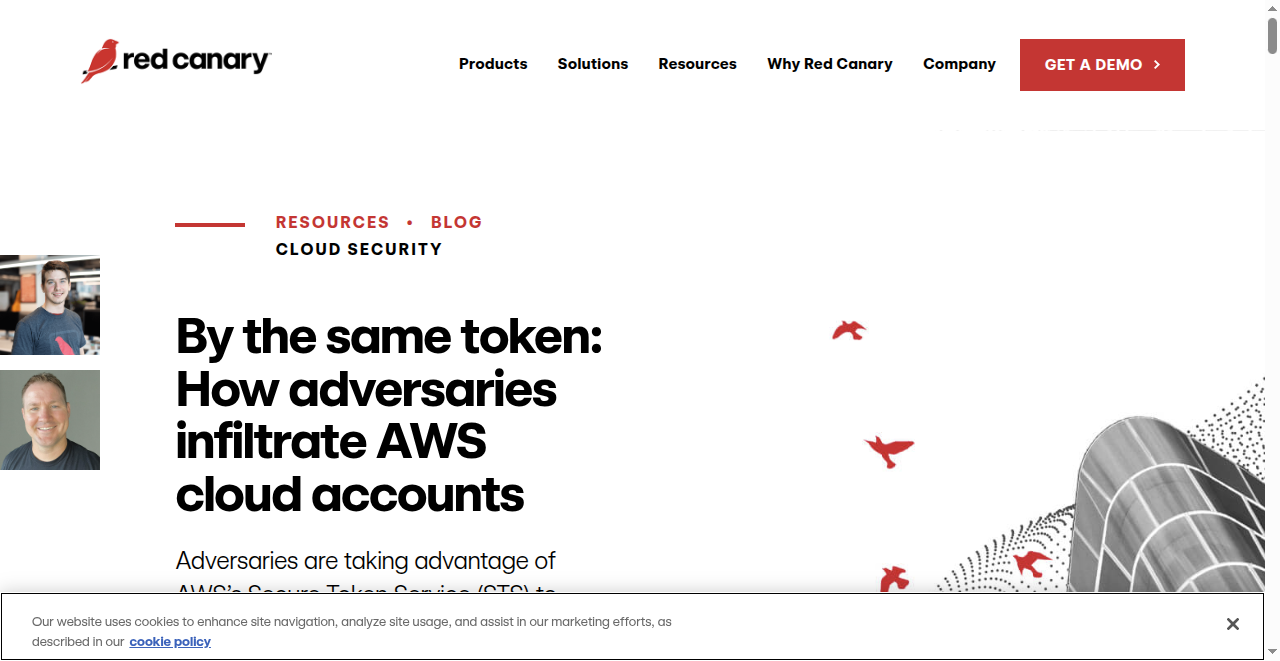 red canary
Products
Solutions
Resources
Why Red Canary
Company
GET A DEMO
RESOURCES • BLOG
CLOUD SECURITY
By the same token:
How adversaries
infiltrate AWS
cloud accounts
Adversaries are taking advantage of
AWS's Secure Token Service (STS) to
Our website uses cookies to enhance site navigation, analyze site usage, and assist in our marketing efforts, as
described in our cookie policy